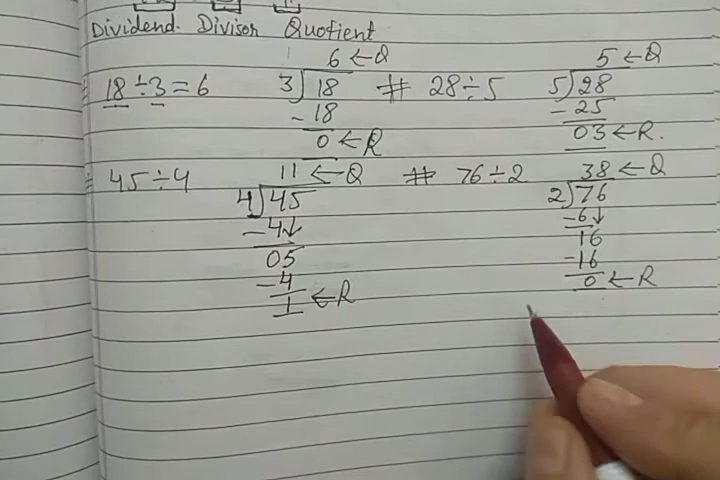 Dividend. Divisor Quotient
6 ← Q
18 ÷ 3 = 6
3)18
-18
0 ← R
# 28 ÷ 5
5 ← Q
5)28
-25
03 ← R.
45 ÷ 4
11 ← Q
4)45
-4↓
05
-4
1 ← R
# 76 ÷ 2
38 ← Q
2)76
-6↓
16
-16
0 ← R